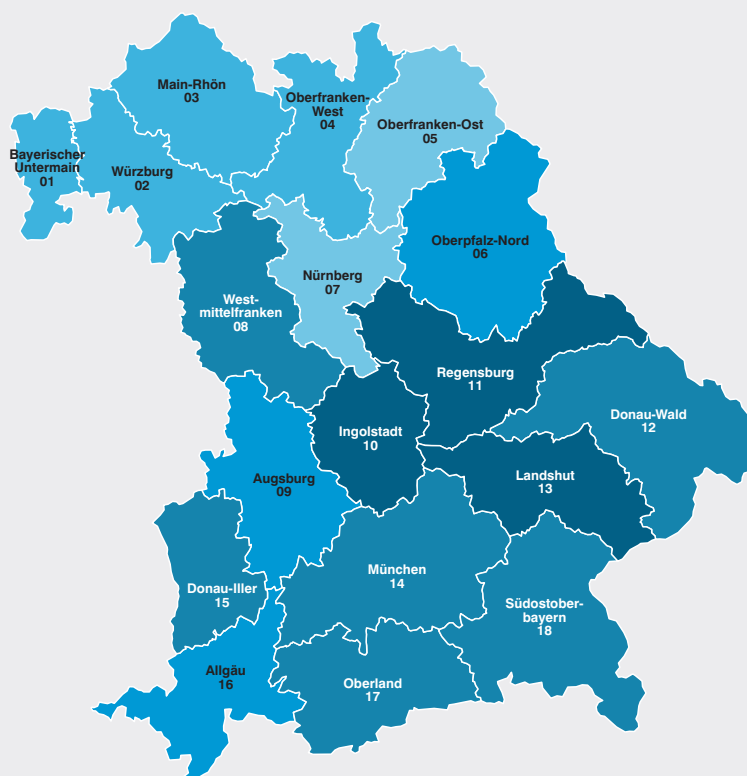 Main-Rhön
03
Oberfranken-
West
04
Oberfranken-Ost
05
Bayerischer
Untermain
01
Würzburg
02
Oberpfalz-Nord
06
Nürnberg
07
West-
mittelfranken
08
Regensburg
11
Donau-Wald
12
Ingolstadt
10
Augsburg
09
Landshut
13
München
14
Donau-Iller
15
Südostober-
bayern
18
Allgäu
16
Oberland
17